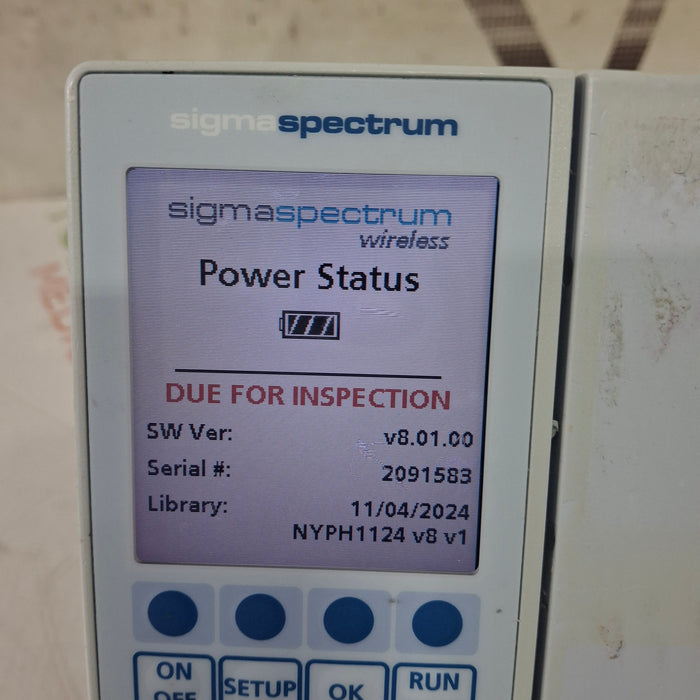 sigmaspectrum
sigmaspectrum
wireless
Power Status
DUE FOR INSPECTION
SW Ver: v8.01.00
Serial #: 2091583
Library: 11/04/2024
NYPH1124 v8 v1
ON SETUP OK RUN
OFF